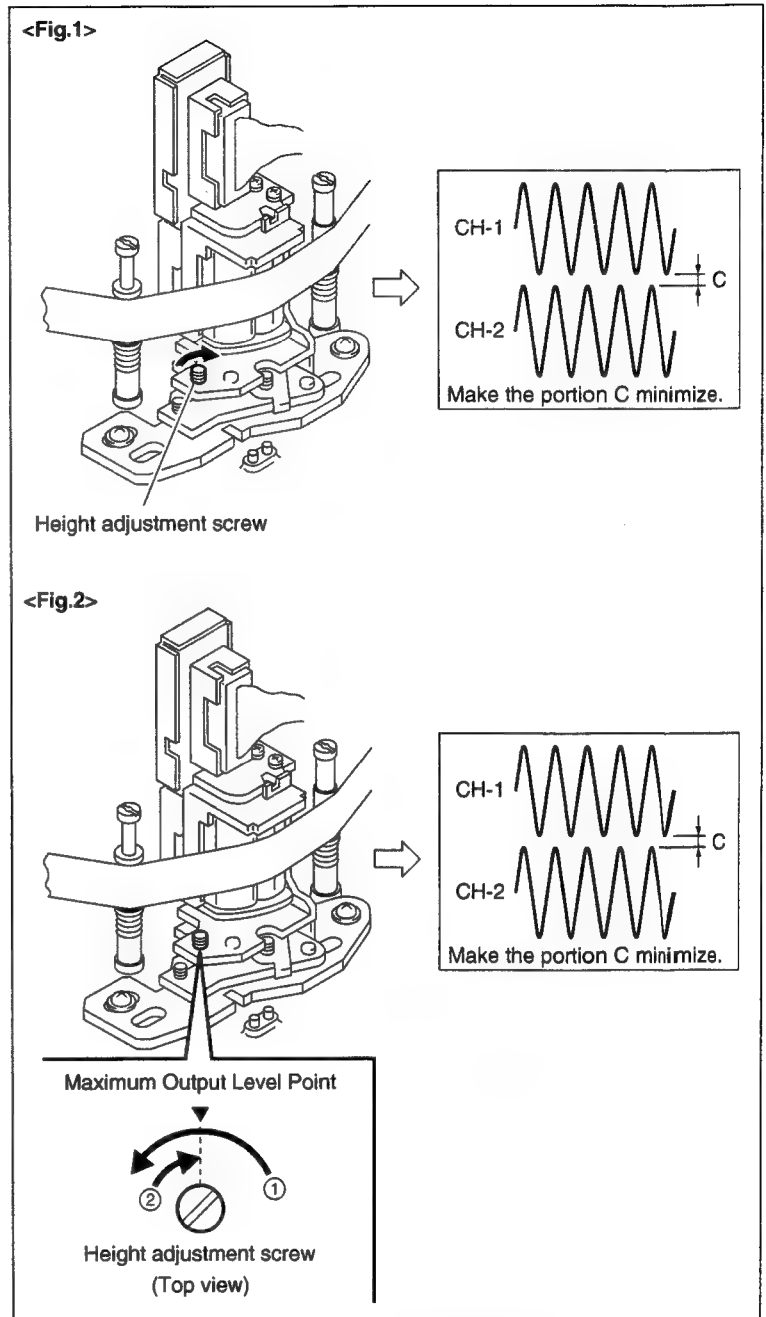 <Fig.1>
CH-1
C
CH-2
Make the portion C minimize.
Height adjustment screw
<Fig.2>
CH-1
C
CH-2
Make the portion C minimize.
Maximum Output Level Point
② ①
Height adjustment screw
(Top view)